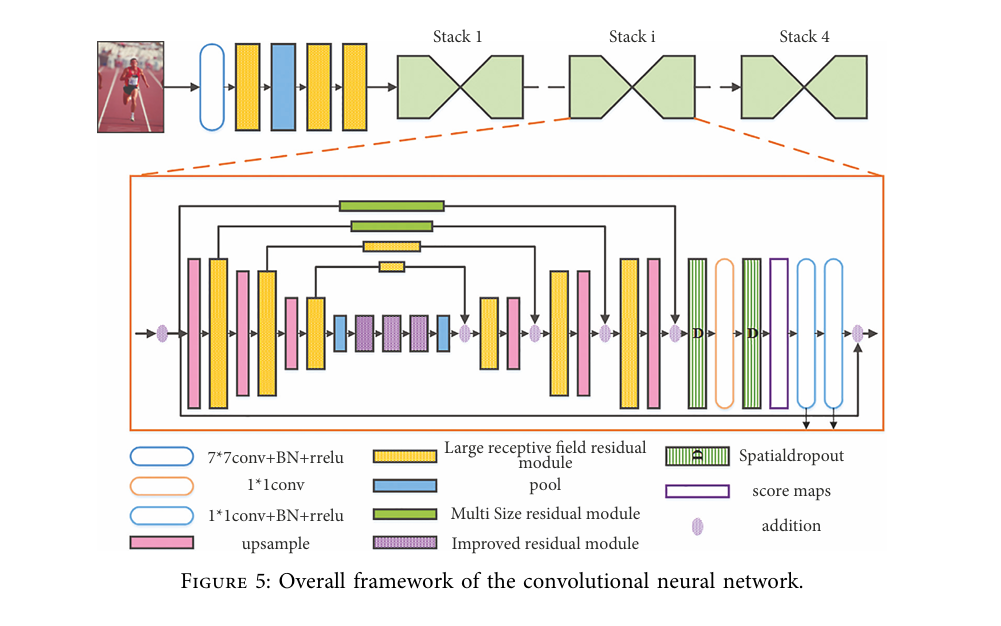 Stack 1
Stack i
Stack 4
D
D
7*7conv+BN+rrelu
1*1conv
1*1conv+BN+rrelu
upsample
Large receptive field residual
module
pool
Multi Size residual module
Improved residual module
D
Spatialdropout
score maps
addition
FIGURE 5: Overall framework of the convolutional neural network.